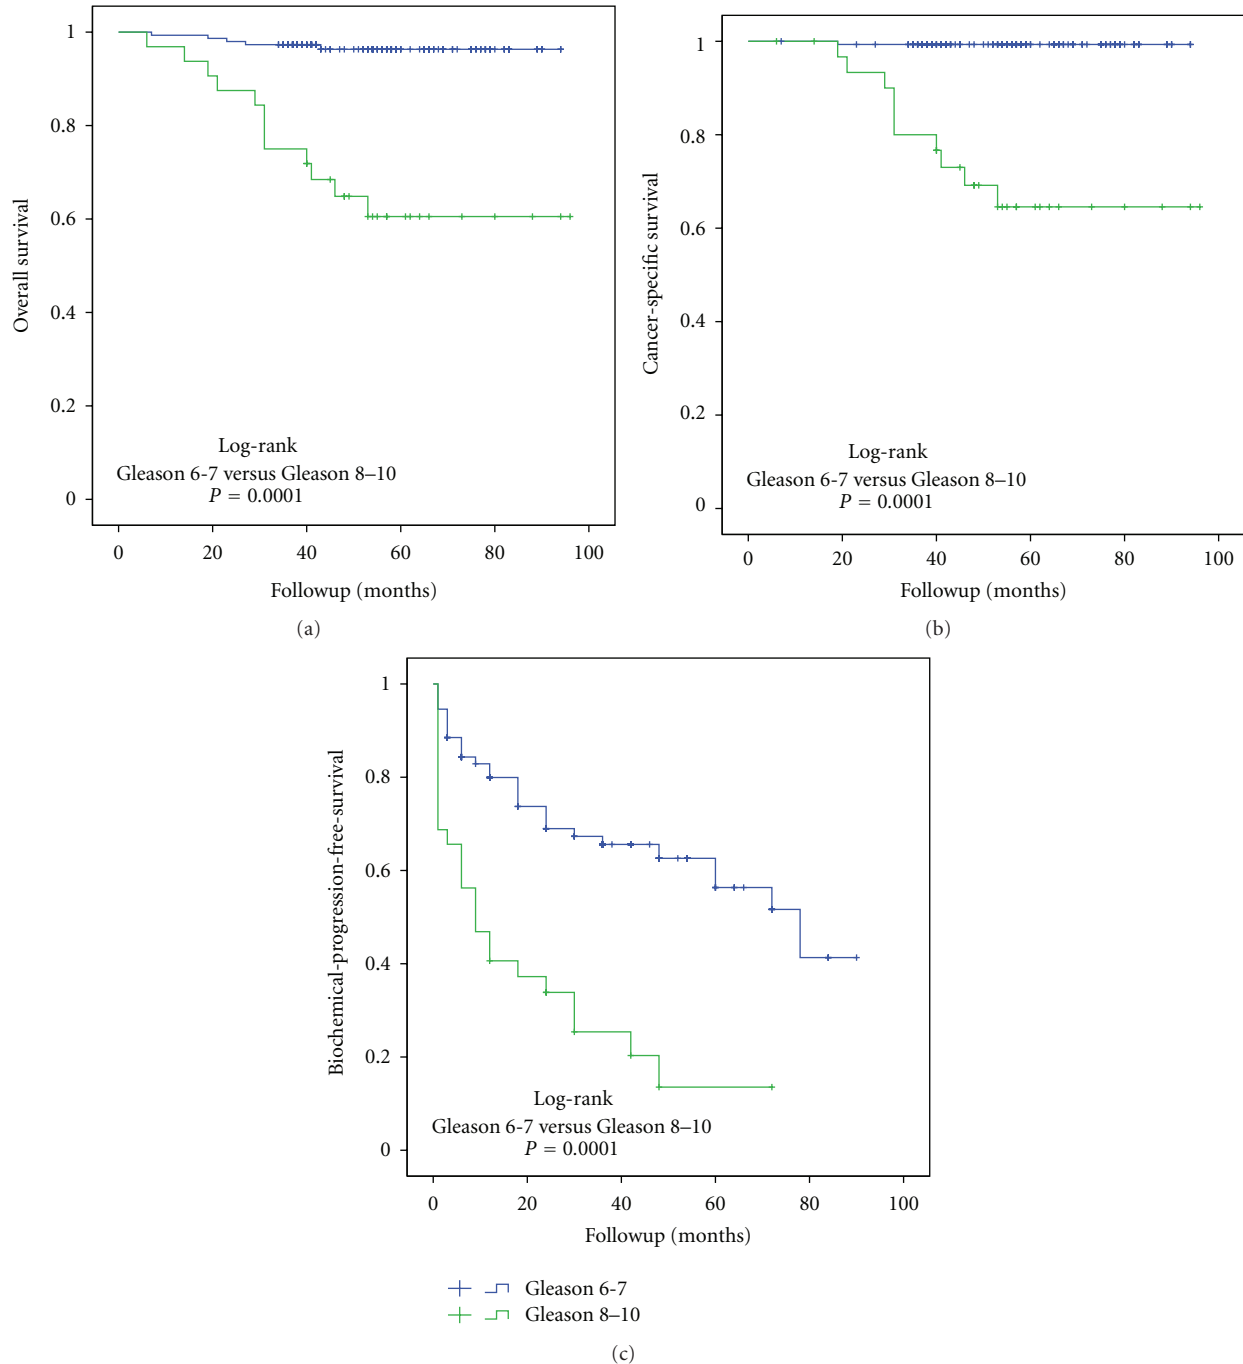 1
0.8
0.6
0.4
0.2
0
Overall survival
Log-rank
Gleason 6-7 versus Gleason 8–10
P = 0.0001
0 20 40 60 80 100
Followup (months)
(a)
1
0.8
0.6
0.4
0.2
0
Cancer-specific survival
Log-rank
Gleason 6-7 versus Gleason 8–10
P = 0.0001
0 20 40 60 80 100
Followup (months)
(b)
1
0.8
0.6
0.4
0.2
0
Biochemical-progression-free-survival
Log-rank
Gleason 6-7 versus Gleason 8–10
P = 0.0001
0 20 40 60 80 100
Followup (months)
Gleason 6-7
Gleason 8–10
(c)